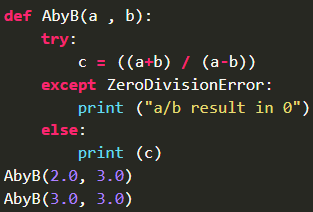 def AbyB(a , b):
    try:
        c = ((a+b) / (a-b))
    except ZeroDivisionError:
        print ("a/b result in 0")
    else:
        print (c)
AbyB(2.0, 3.0)
AbyB(3.0, 3.0)